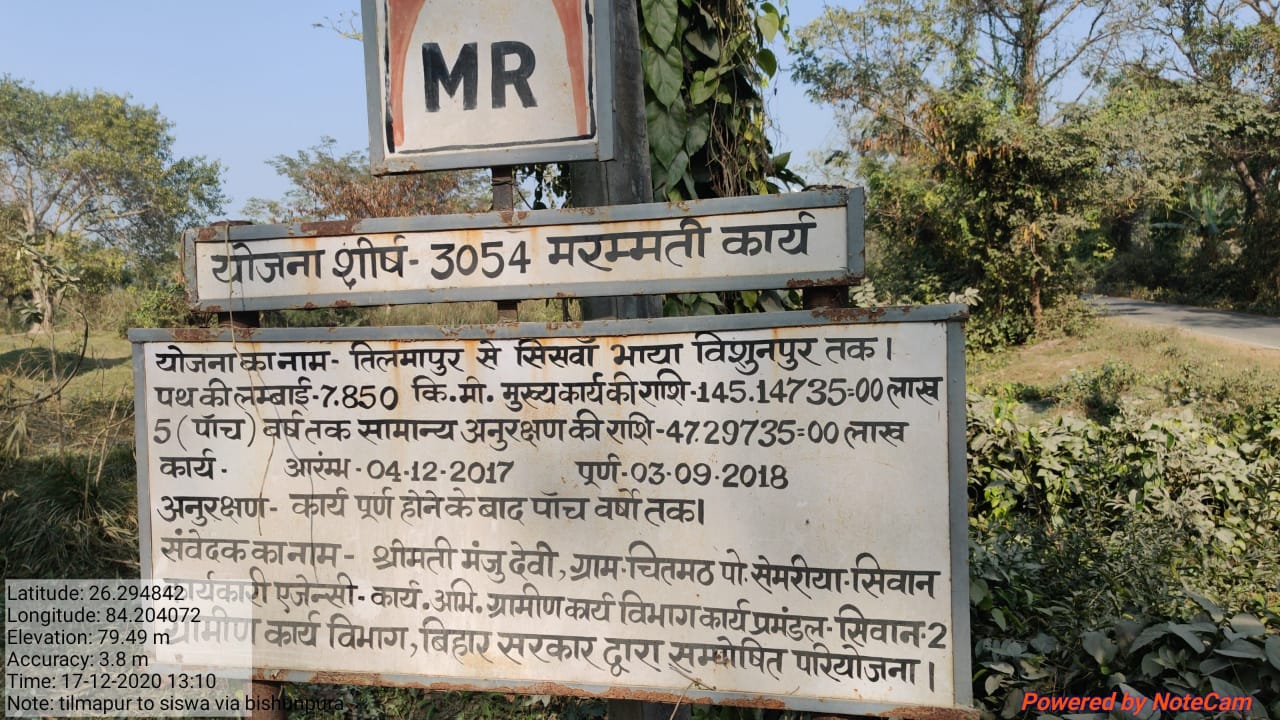 MR
योजना शीर्ष- 3054 मरम्मती कार्य
योजना का नाम- तिलमापुर से सिसवाॅ भाया विशुनपुर तक।
पथ की लम्बाई-7.850 कि.मी. मुख्य कार्य की राशि-145.14735=00 लाख
5 (पाॅच) वर्ष तक सामान्य अनुरक्षण की राशि-47.29735=00 लाख
कार्य- आरंम्भ-04-12-2017 पूर्ण-03-09-2018
अनुरक्षण- कार्य पूर्ण होने के बाद पाॅच वर्षो तक।
संवेदक का नाम- श्रीमती मंजु देवी, ग्राम-चितमठ पो. सेमरीया-सिवान
कार्यकारी एजेन्सी- कार्य. अभि. ग्रामीण कार्य विभाग कार्य प्रमंडल- सिवान-2
ग्रामीण कार्य विभाग, बिहार सरकार द्वारा सम्पोषित परियोजना।
Latitude: 26.294842
Longitude: 84.204072
Elevation: 79.49 m
Accuracy: 3.8 m
Time: 17-12-2020 13:10
Note: tilmapur to siswa via bishunpura
Powered by NoteCam